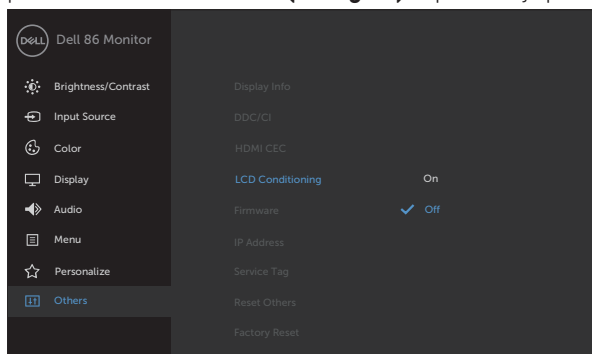 DELL Dell 86 Monitor
Brightness/Contrast
Display Info
Input Source
DDC/CI
Color
HDMI CEC
Display
LCD Conditioning On
Audio
Firmware Off
Menu
IP Address
Personalize
Service Tag
Others
Reset Others
Factory Reset